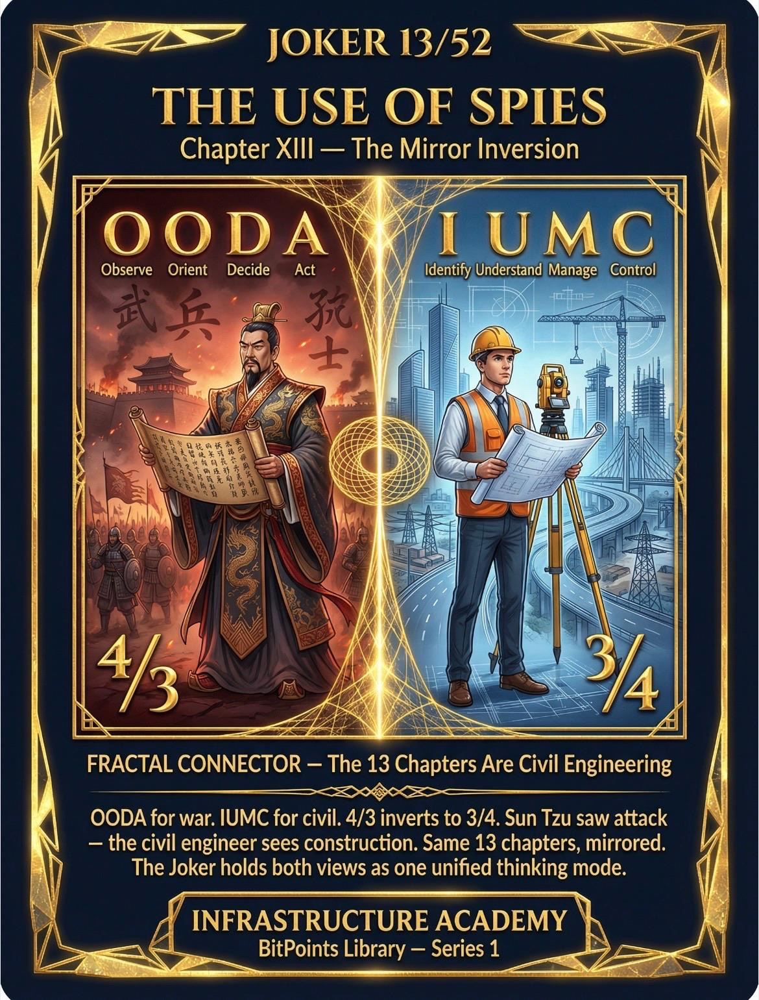 JOKER 13/52
THE USE OF SPIES
Chapter XIII — The Mirror Inversion
OODA
Observe Orient Decide Act
武兵
士
4/3
IUMC
Identify Understand Manage Control
3/4
FRACTAL CONNECTOR – The 13 Chapters Are Civil Engineering
OODA for war. IUMC for civil. 4/3 inverts to 3/4. Sun Tzu saw attack
– the civil engineer sees construction. Same 13 chapters, mirrored.
The Joker holds both views as one unified thinking mode.
INFRASTRUCTURE ACADEMY
BitPoints Library – Series 1